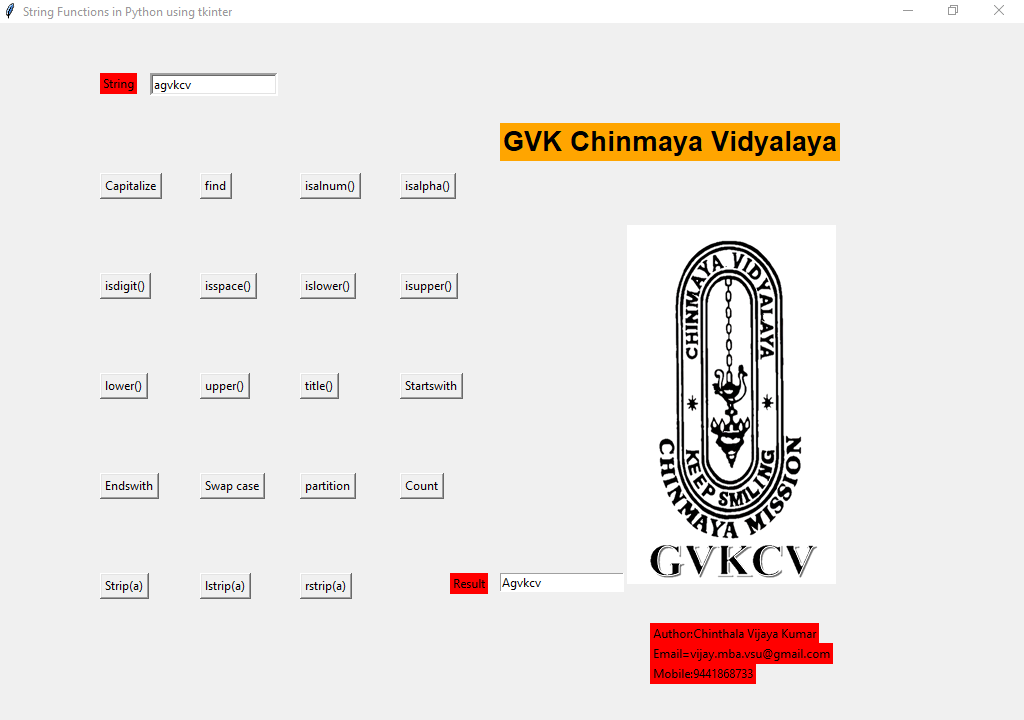 String Functions in Python using tkinter
String agvkcv
GVK Chinmaya Vidyalaya
Capitalize find isalnum() isalpha()
CHINMAYA VIDYALAYA
isdigit() isspace() islower() isupper()
lower() upper() title() Startswith
KEEP SMILING
CHINMAYA MISSION
Endswith Swap case partition Count
GVKCV
Strip(a) lstrip(a) rstrip(a) Result Agvkcv
Author:Chinthala Vijaya Kumar
Email=vijay.mba.vsu@gmail.com
Mobile:9441868733